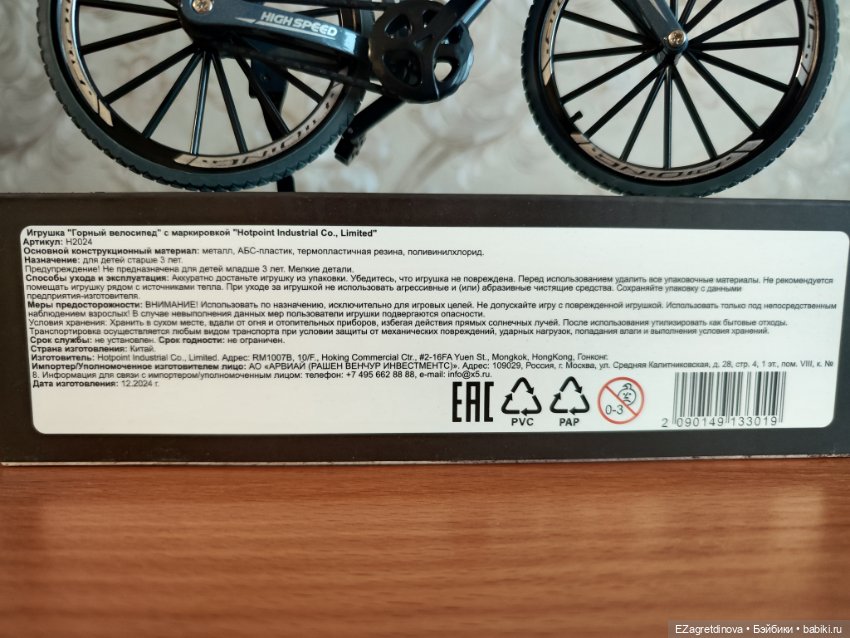 HIGH SPEED
Игрушка "Горный велосипед" с маркировкой "Hotpoint Industrial Co., Limited"
Артикул: H2024
Основной конструкционный материал: металл, АБС-пластик, термопластичная резина, поливинилхлорид.
Назначение: для детей старше 3 лет.
Предупреждение! Не предназначена для детей младше 3 лет. Мелкие детали.
Способы ухода и эксплуатация: Аккуратно достаньте игрушку из упаковки. Убедитесь, что игрушка не повреждена. Перед использованием удалить все упаковочные материалы. Не рекомендуется
помещать игрушку рядом с источниками тепла. При уходе за игрушкой не использовать агрессивные и (или) абразивные чистящие средства. Сохраняйте упаковку с данными
предприятия-изготовителя.
Меры предосторожности: ВНИМАНИЕ! Использовать по назначению, исключительно для игровых целей. Не допускайте игру с поврежденной игрушкой. Использовать только под непосредственным
наблюдением взрослых! В случае невыполнения данных мер пользователи игрушки подвергаются опасности.
Условия хранения: Хранить в сухом месте, вдали от огня и отопительных приборов, избегая действия прямых солнечных лучей. После использования утилизировать как бытовые отходы.
Транспортировка осуществляется любым видом транспорта при условии защиты от механических повреждений, ударных нагрузок, попадания влаги и выполнения условий хранения.
Срок службы: не установлен. Срок годности: не ограничен.
Страна изготовления: Китай.
Изготовитель: Hotpoint Industrial Co., Limited. Адрес: RM1007B, 10/F., Hoking Commercial Ctr., #2-16FA Yuen St., Mongkok, HongKong, Гонконг.
Импортер/Уполномоченное изготовителем лицо: АО «АРВИАЙ (РАШЕН ВЕНЧУР ИНВЕСТМЕНТС)». Адрес: 109029, Россия, г. Москва, ул. Средняя Калитниковская, д. 28, стр. 4, 1 эт., пом. VIII, к. №
8. Информация для связи с импортером/уполномоченным лицом: телефон: +7 495 662 88 88, e-mail: info@x5.ru.
Дата изготовления: 12.2024 г.
EAC
PVC
PAP
0-3
2 090149 133019
EZagretdinova • Бэйбики • babiki.ru